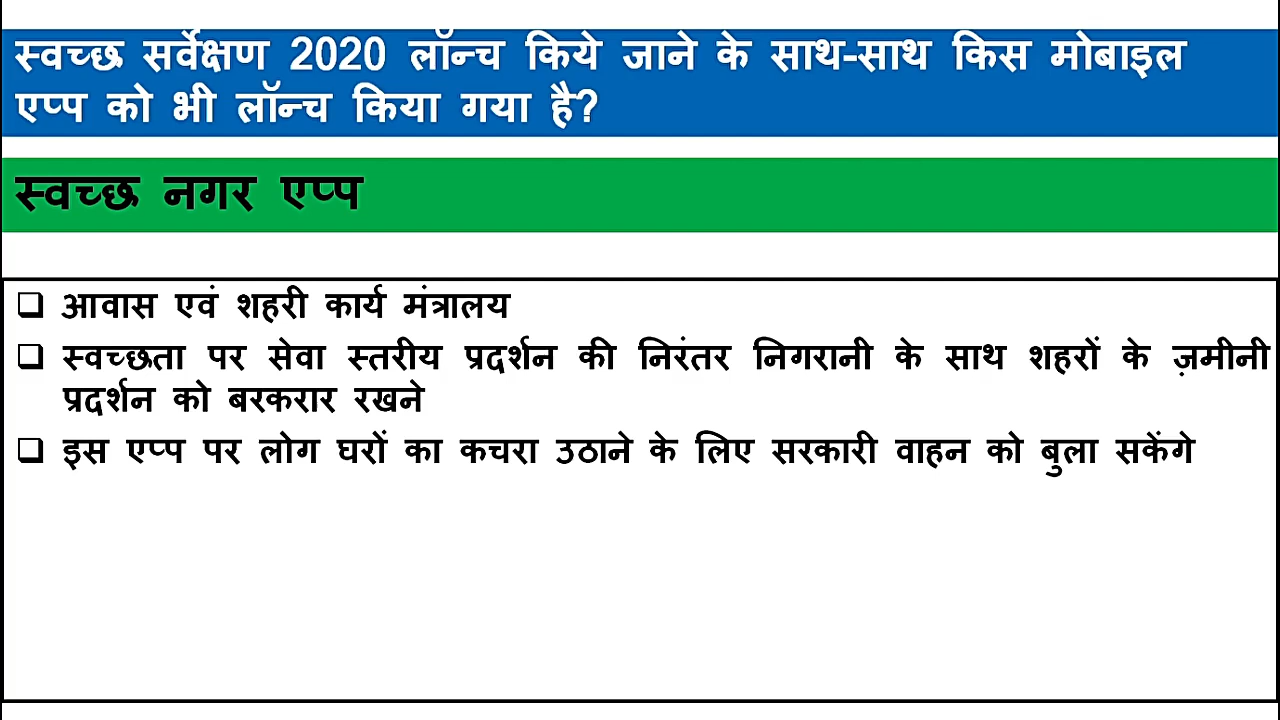 स्वच्छ सर्वेक्षण 2020 लॉन्च किये जाने के साथ-साथ किस मोबाइल
एप्प को भी लॉन्च किया गया है?
स्वच्छ नगर एप्प
❑ आवास एवं शहरी कार्य मंत्रालय
❑ स्वच्छता पर सेवा स्तरीय प्रदर्शन की निरंतर निगरानी के साथ शहरों के ज़मीनी
प्रदर्शन को बरकरार रखने
❑ इस एप्प पर लोग घरों का कचरा उठाने के लिए सरकारी वाहन को बुला सकेंगे